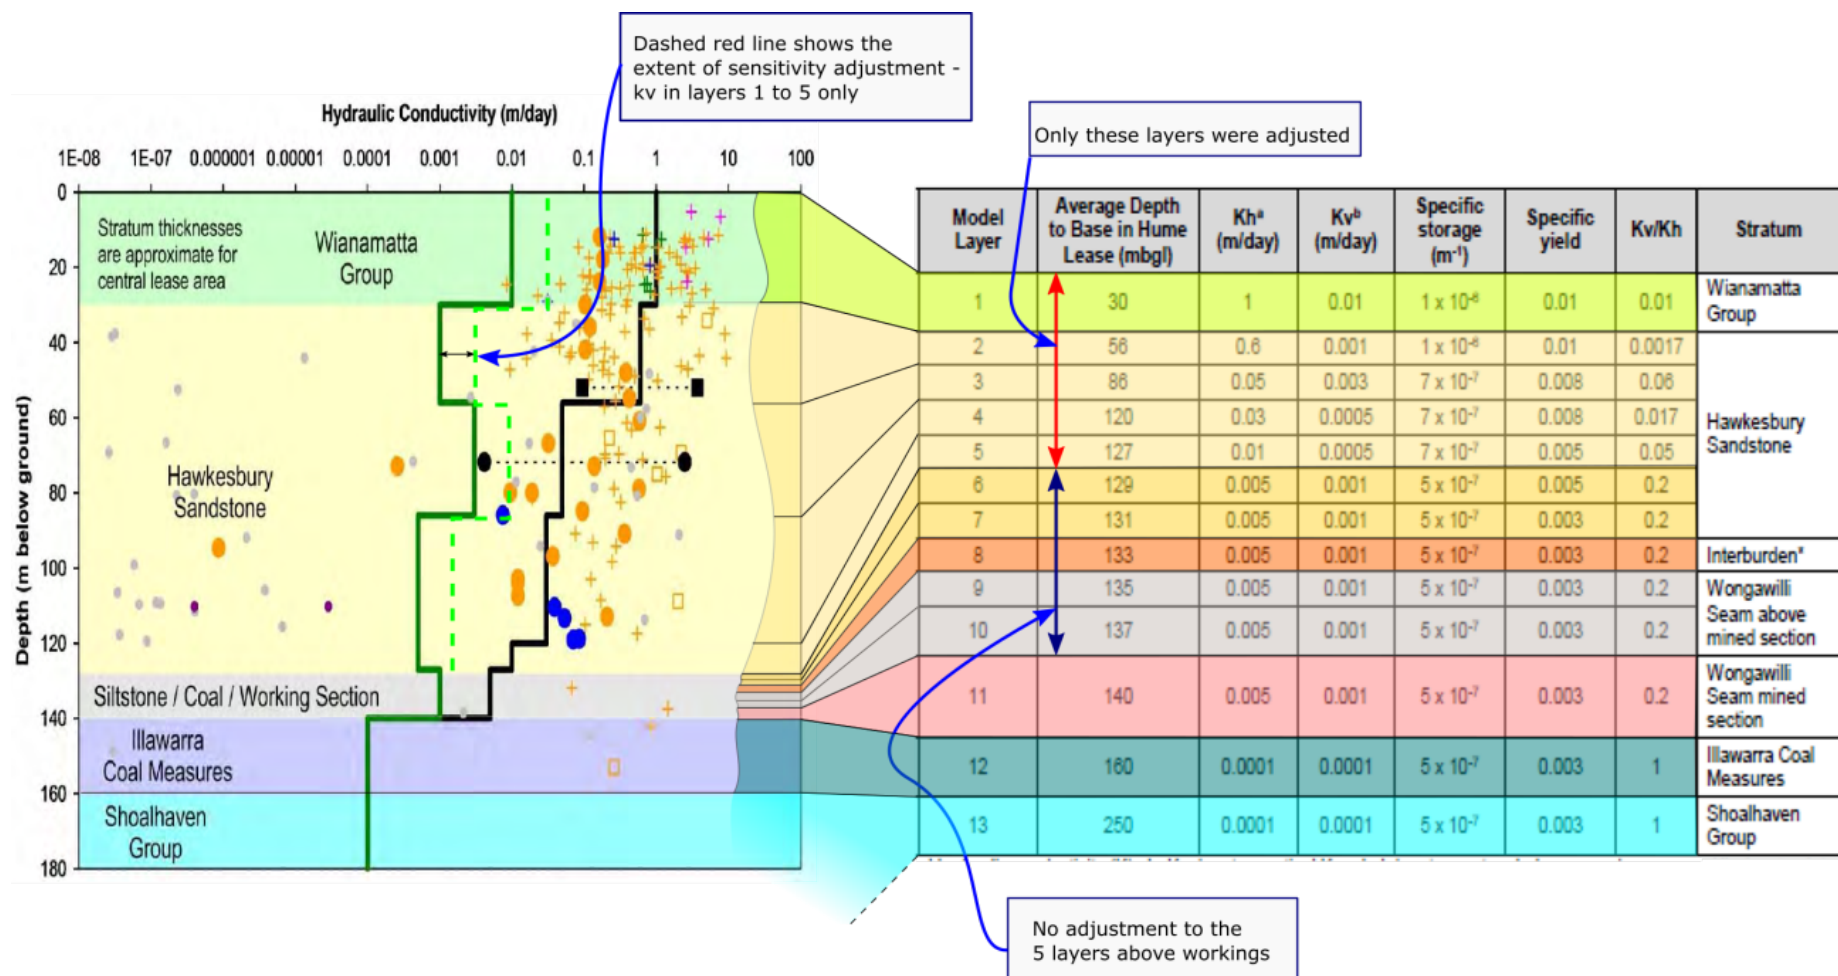 Dashed red line shows the
extent of sensitivity adjustment -
kv in layers 1 to 5 only
Only these layers were adjusted
Hydraulic Conductivity (m/day)
1E-08 1E-07 0.000001 0.00001 0.0001 0.001 0.01 0.1 1 10 100
Depth (m below ground)
0
20
40
60
80
100
120
140
160
180
Stratum thicknesses
are approximate for
central lease area
Wianamatta
Group
Hawkesbury
Sandstone
Siltstone / Coal / Working Section
Illawarra
Coal Measures
Shoalhaven
Group
Model Layer Average Depth to Base in Hume Lease (mbgl) Khᵃ (m/day) Kvᵇ (m/day) Specific storage (m⁻¹) Specific yield Kv/Kh Stratum
1 30 1 0.01 1 x 10⁻⁶ 0.01 0.01 Wianamatta Group
2 56 0.6 0.001 1 x 10⁻⁶ 0.01 0.0017
3 86 0.05 0.003 7 x 10⁻⁷ 0.008 0.06
4 120 0.03 0.0005 7 x 10⁻⁷ 0.008 0.017 Hawkesbury Sandstone
5 127 0.01 0.0005 7 x 10⁻⁷ 0.005 0.05
6 129 0.005 0.001 5 x 10⁻⁷ 0.005 0.2
7 131 0.005 0.001 5 x 10⁻⁷ 0.003 0.2
8 133 0.005 0.001 5 x 10⁻⁷ 0.003 0.2 Interburden*
9 135 0.005 0.001 5 x 10⁻⁷ 0.003 0.2 Wongawilli
10 137 0.005 0.001 5 x 10⁻⁷ 0.003 0.2 Seam above mined section
11 140 0.005 0.001 5 x 10⁻⁷ 0.003 0.2 Wongawilli Seam mined section
12 160 0.0001 0.0001 5 x 10⁻⁷ 0.003 1 Illawarra Coal Measures
13 250 0.0001 0.0001 5 x 10⁻⁷ 0.003 1 Shoalhaven Group
No adjustment to the
5 layers above workings